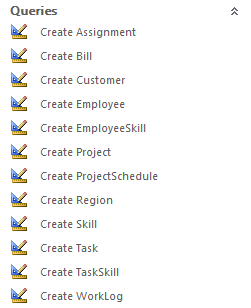 Queries
Create Assignment
Create Bill
Create Customer
Create Employee
Create EmployeeSkill
Create Project
Create ProjectSchedule
Create Region
Create Skill
Create Task
Create TaskSkill
Create WorkLog